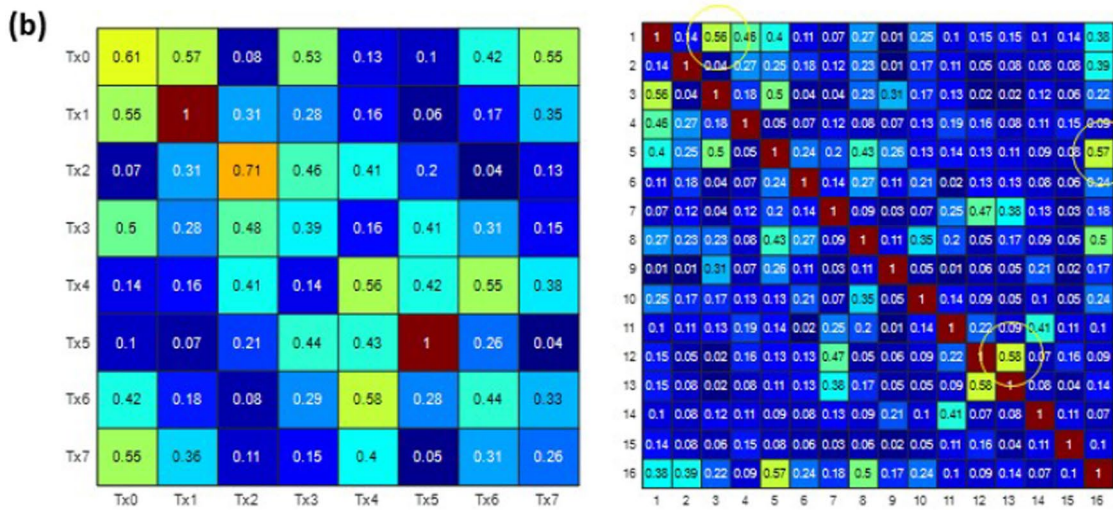 (b)
Tx0 0.61 0.57 0.08 0.53 0.13 0.1 0.42 0.55
Tx1 0.55 1 0.31 0.28 0.16 0.06 0.17 0.35
Tx2 0.07 0.31 0.71 0.46 0.41 0.2 0.04 0.13
Tx3 0.5 0.28 0.48 0.39 0.16 0.41 0.31 0.15
Tx4 0.14 0.16 0.41 0.14 0.56 0.42 0.55 0.38
Tx5 0.1 0.07 0.21 0.44 0.43 1 0.26 0.04
Tx6 0.42 0.18 0.08 0.29 0.58 0.28 0.44 0.33
Tx7 0.55 0.36 0.11 0.15 0.4 0.05 0.31 0.26
Tx0 Tx1 Tx2 Tx3 Tx4 Tx5 Tx6 Tx7
1 1 0.14 0.56 0.46 0.4 0.11 0.07 0.27 0.01 0.25 0.1 0.15 0.15 0.1 0.14 0.38
2 0.14 1 0.04 0.27 0.25 0.18 0.12 0.23 0.01 0.17 0.11 0.05 0.08 0.08 0.08 0.39
3 0.56 0.04 1 0.18 0.5 0.04 0.04 0.23 0.31 0.17 0.13 0.02 0.02 0.12 0.06 0.22
4 0.46 0.27 0.18 1 0.05 0.07 0.12 0.08 0.07 0.13 0.19 0.16 0.08 0.11 0.15 0.09
5 0.4 0.25 0.5 0.05 1 0.24 0.2 0.43 0.26 0.13 0.14 0.13 0.11 0.09 0.08 0.57
6 0.11 0.18 0.04 0.07 0.24 1 0.14 0.27 0.11 0.21 0.02 0.13 0.13 0.08 0.06 0.24
7 0.07 0.12 0.04 0.12 0.2 0.14 1 0.09 0.03 0.07 0.25 0.47 0.38 0.13 0.03 0.18
8 0.27 0.23 0.23 0.08 0.43 0.27 0.09 1 0.11 0.35 0.2 0.05 0.17 0.09 0.06 0.5
9 0.01 0.01 0.31 0.07 0.26 0.11 0.03 0.11 1 0.05 0.01 0.06 0.05 0.21 0.02 0.17
10 0.25 0.17 0.17 0.13 0.13 0.21 0.07 0.35 0.05 1 0.14 0.09 0.05 0.1 0.05 0.24
11 0.1 0.11 0.13 0.19 0.14 0.02 0.25 0.2 0.01 0.14 1 0.22 0.09 0.41 0.11 0.1
12 0.15 0.05 0.02 0.16 0.13 0.13 0.47 0.05 0.06 0.09 0.22 1 0.58 0.07 0.16 0.09
13 0.15 0.08 0.02 0.08 0.11 0.13 0.38 0.17 0.05 0.05 0.09 0.58 1 0.08 0.04 0.14
14 0.1 0.08 0.12 0.11 0.09 0.08 0.13 0.09 0.21 0.1 0.41 0.07 0.08 1 0.11 0.07
15 0.14 0.08 0.06 0.15 0.08 0.06 0.03 0.06 0.02 0.05 0.11 0.16 0.04 0.11 1 0.1
16 0.38 0.39 0.22 0.09 0.57 0.24 0.18 0.5 0.17 0.24 0.1 0.09 0.14 0.07 0.1 1
1 2 3 4 5 6 7 8 9 10 11 12 13 14 15 16